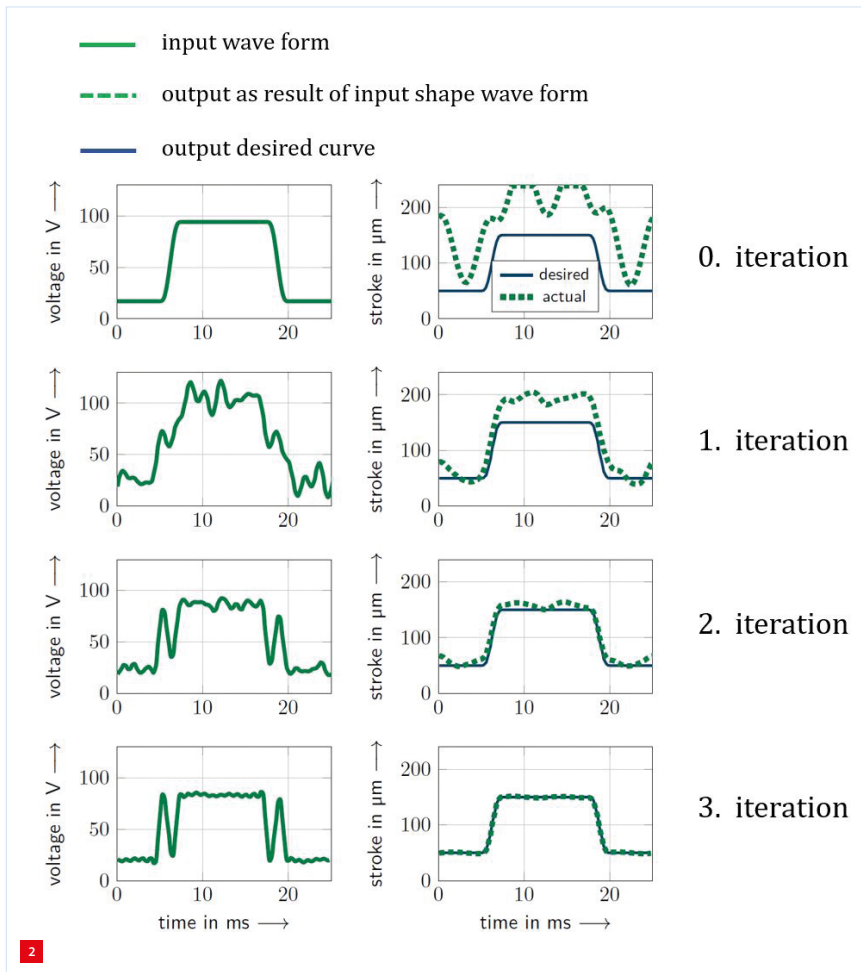 input wave form
output as result of input shape wave form
output desired curve
voltage in V ⟶
100
50
0
0 10 20
stroke in µm ⟶
200
100
0
desired
actual
0 10 20
0. iteration
voltage in V ⟶
100
50
0
0 10 20
stroke in µm ⟶
200
100
0
0 10 20
1. iteration
voltage in V ⟶
100
50
0
0 10 20
stroke in µm ⟶
200
100
0
0 10 20
2. iteration
voltage in V ⟶
100
50
0
0 10 20
time in ms ⟶
stroke in µm ⟶
200
100
0
0 10 20
time in ms ⟶
3. iteration
2